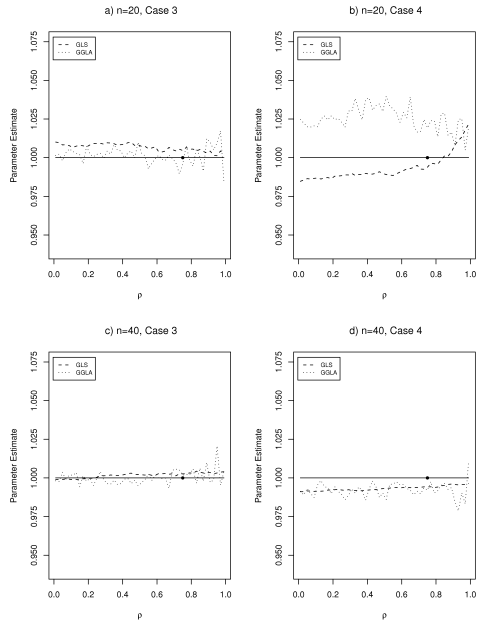 a) n=20, Case 3
GLS
GGLA
Parameter Estimate
0.950 0.975 1.000 1.025 1.050 1.075
0.0 0.2 0.4 0.6 0.8 1.0
ρ
b) n=20, Case 4
GLS
GGLA
Parameter Estimate
0.950 0.975 1.000 1.025 1.050 1.075
0.0 0.2 0.4 0.6 0.8 1.0
ρ
c) n=40, Case 3
GLS
GGLA
Parameter Estimate
0.950 0.975 1.000 1.025 1.050 1.075
0.0 0.2 0.4 0.6 0.8 1.0
ρ
d) n=40, Case 4
GLS
GGLA
Parameter Estimate
0.950 0.975 1.000 1.025 1.050 1.075
0.0 0.2 0.4 0.6 0.8 1.0
ρ